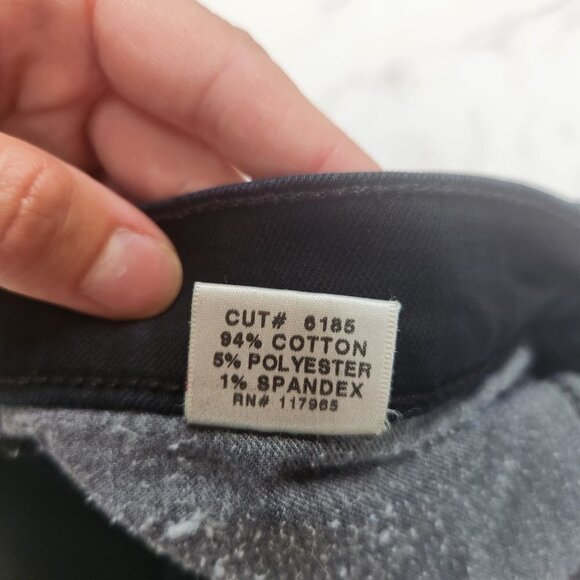 CUT# 6185
94% COTTON
5% POLYESTER
1% SPANDEX
RN# 117965